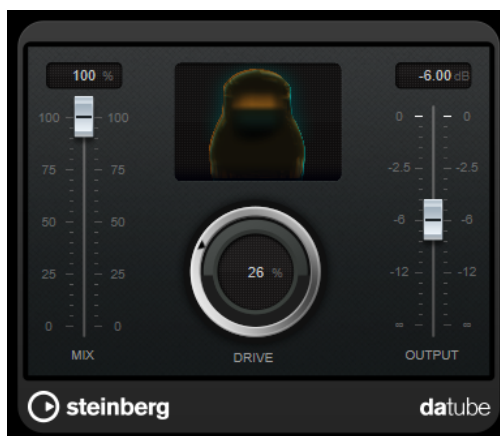 100 %
-6.00 dB
100 100
0 0
75 75
-2.5 -2.5
50 50
-6 -6
25 25
26 %
-12 -12
0 0
∞ ∞
MIX
DRIVE
OUTPUT
steinberg
datube